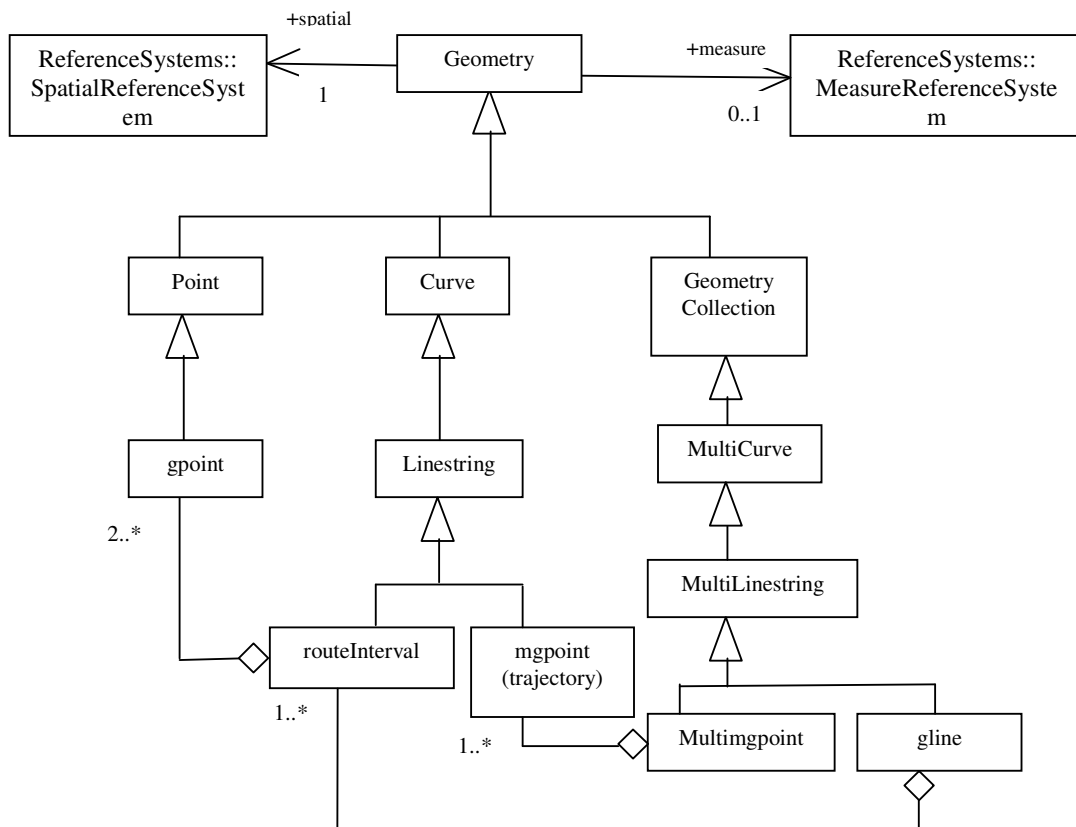 +spatial
ReferenceSystems::
SpatialReferenceSyst
em
1
Geometry
+measure
0..1
ReferenceSystems::
MeasureReferenceSyste
m
Point
Curve
Geometry
Collection
gpoint
Linestring
MultiCurve
2..*
MultiLinestring
routeInterval
mgpoint
(trajectory)
1..*
1..*
Multimgpoint
gline